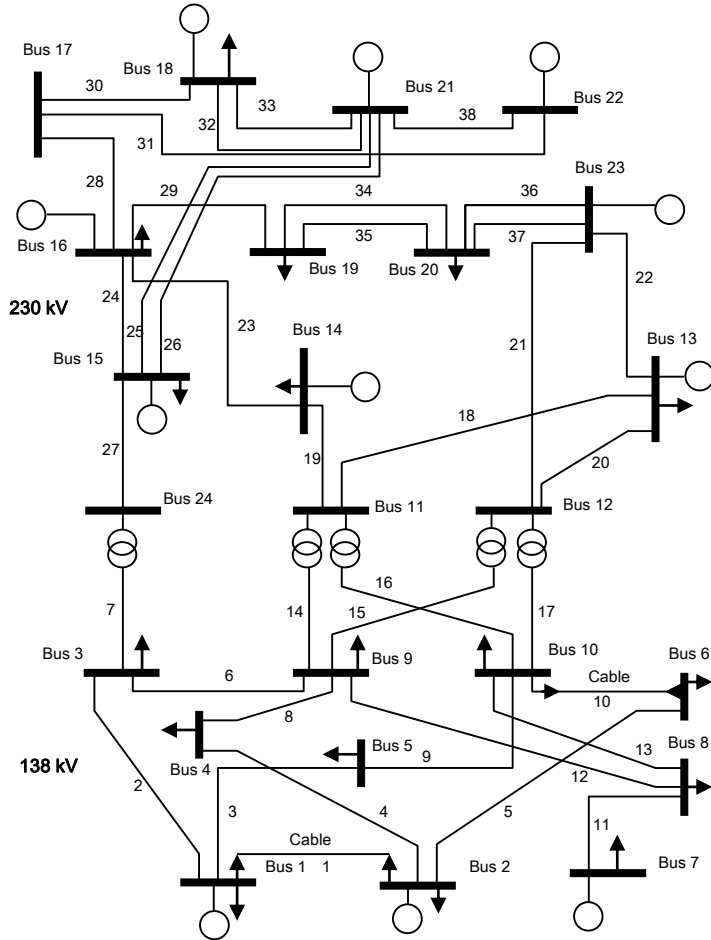 Bus 17
Bus 18
Bus 21
Bus 22
30
33
32
38
31
Bus 23
28
29
34
36
Bus 16
35
37
Bus 19
Bus 20
24
22
230 kV
23
25
26
Bus 14
21
Bus 13
Bus 15
18
27
19
20
Bus 24
Bus 11
Bus 12
16
7
14
15
17
Bus 3
Bus 9
Bus 10
Bus 6
6
Cable
10
8
Bus 5
Bus 8
138 kV
Bus 4
9
13
12
2
3
4
5
11
Cable
Bus 1
1
Bus 2
Bus 7